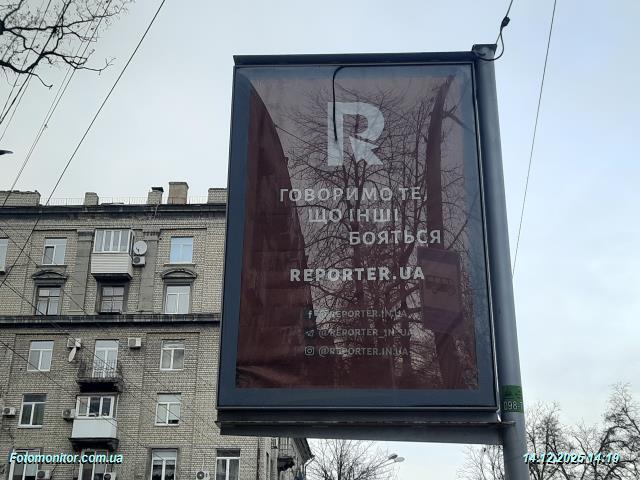 R
ГОВОРИМО ТЕ,
ЩО ІНШІ
БОЯТЬСЯ
REPORTER.UA
@REPORTER.IN.UA
@REPORTER_IN_UA
@REPORTER.IN.UA
098-
Fotomonitor.com.ua
14.12.2025 14:19